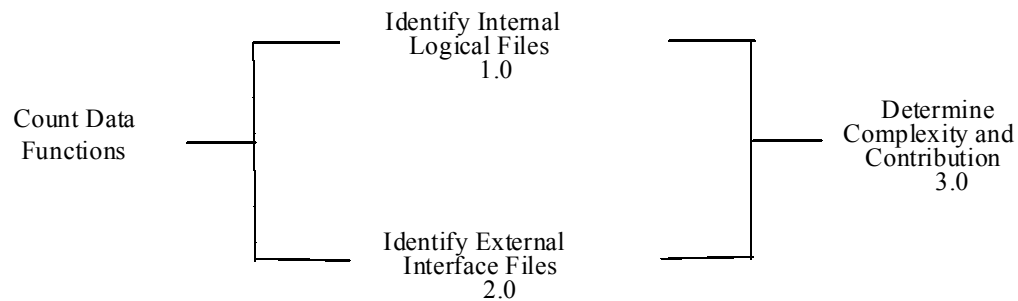 Count Data
Functions
Identify Internal
Logical Files
1.0
Identify External
Interface Files
2.0
Determine
Complexity and
Contribution
3.0